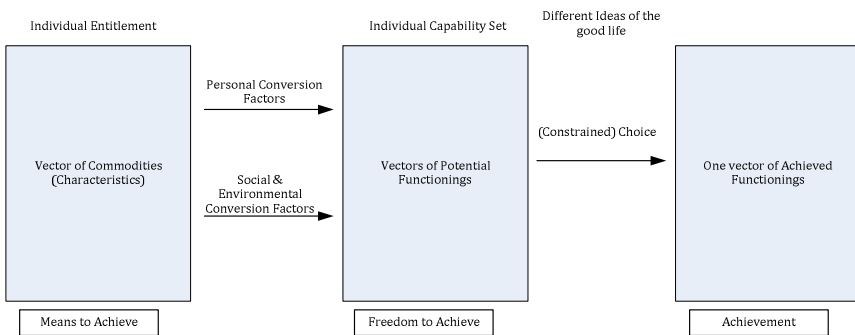 Individual Entitlement
Individual Capability Set
Different Ideas of the
good life
Personal Conversion
Factors
(Constrained) Choice
Vector of Commodities
(Characteristics)
Social &
Environmental
Conversion Factors
Vectors of Potential
Functionings
One vector of Achieved
Functionings
Means to Achieve
Freedom to Achieve
Achievement